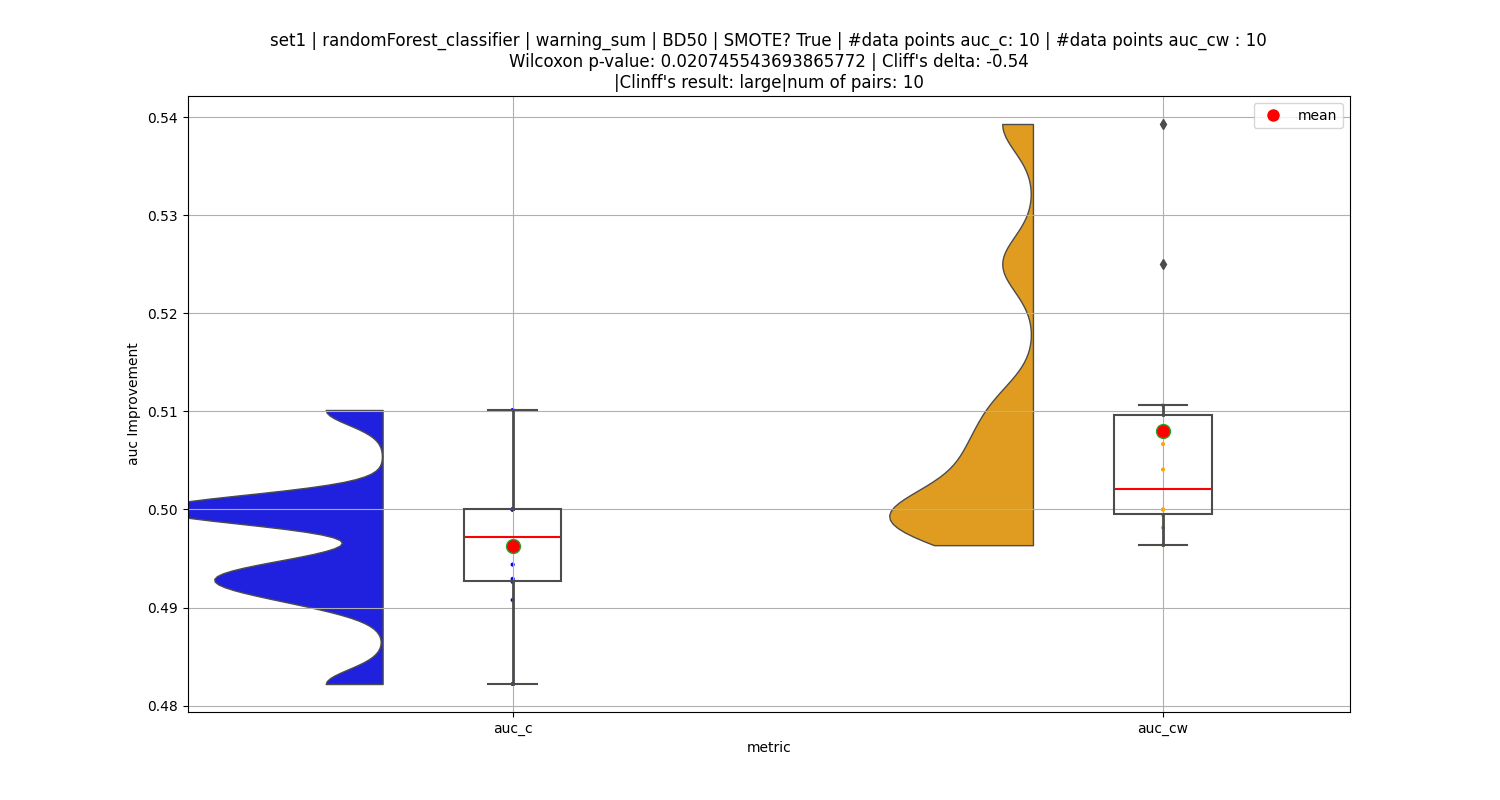 set1 | randomForest_classifier | warning_sum | BD50 | SMOTE? True | #data points auc_c: 10 | #data points auc_cw : 10
Wilcoxon p-value: 0.020745543693865772 | Cliff's delta: -0.54
|Clinff's result: large|num of pairs: 10
mean
0.54
0.53
0.52
0.51
0.50
0.49
0.48
auc Improvement
auc_c
auc_cw
metric